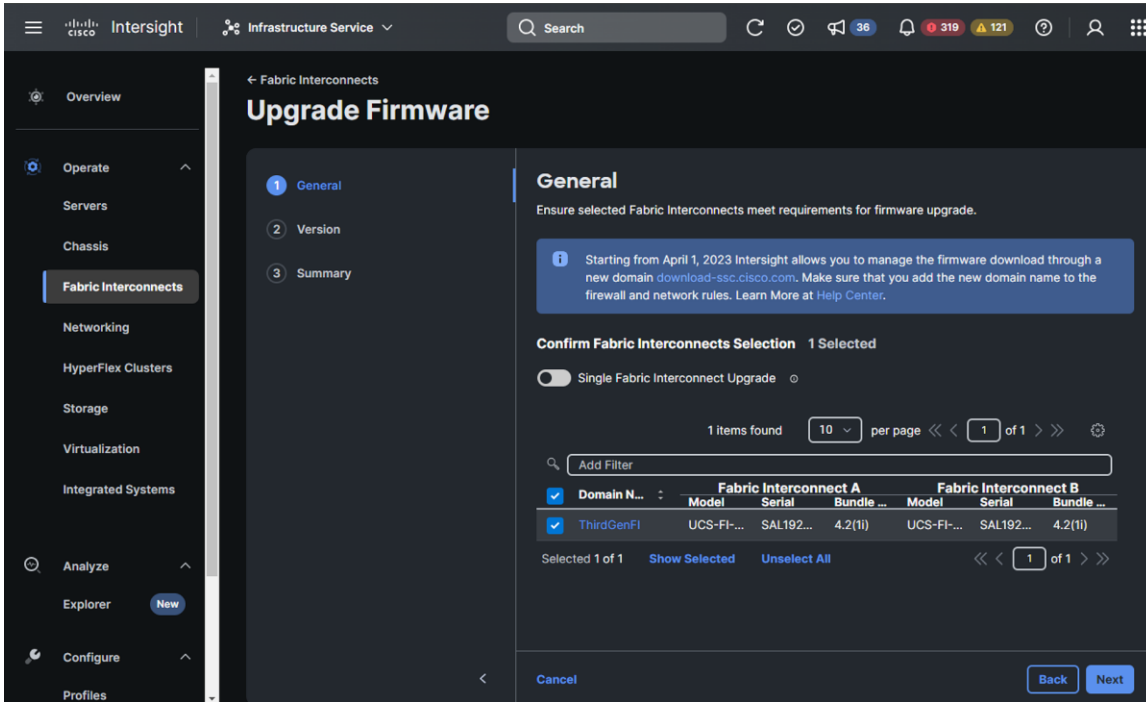 CISCO Intersight
Infrastructure Service
Search
36
319
121
Overview
Operate
Servers
Chassis
Fabric Interconnects
Networking
HyperFlex Clusters
Storage
Virtualization
Integrated Systems
Analyze
Explorer New
Configure
Profiles
← Fabric Interconnects
Upgrade Firmware
1 General
2 Version
3 Summary
General
Ensure selected Fabric Interconnects meet requirements for firmware upgrade.
Starting from April 1, 2023 Intersight allows you to manage the firmware download through a
new domain download-ssc.cisco.com. Make sure that you add the new domain name to the
firewall and network rules. Learn More at Help Center.
Confirm Fabric Interconnects Selection 1 Selected
Single Fabric Interconnect Upgrade
1 items found 10 per page 1 of 1
Add Filter
Domain N... Fabric Interconnect A Fabric Interconnect B
Model Serial Bundle ... Model Serial Bundle ...
ThirdGenFI UCS-FI-... SAL192... 4.2(1i) UCS-FI-... SAL192... 4.2(1i)
Selected 1 of 1 Show Selected Unselect All 1 of 1
Cancel Back Next